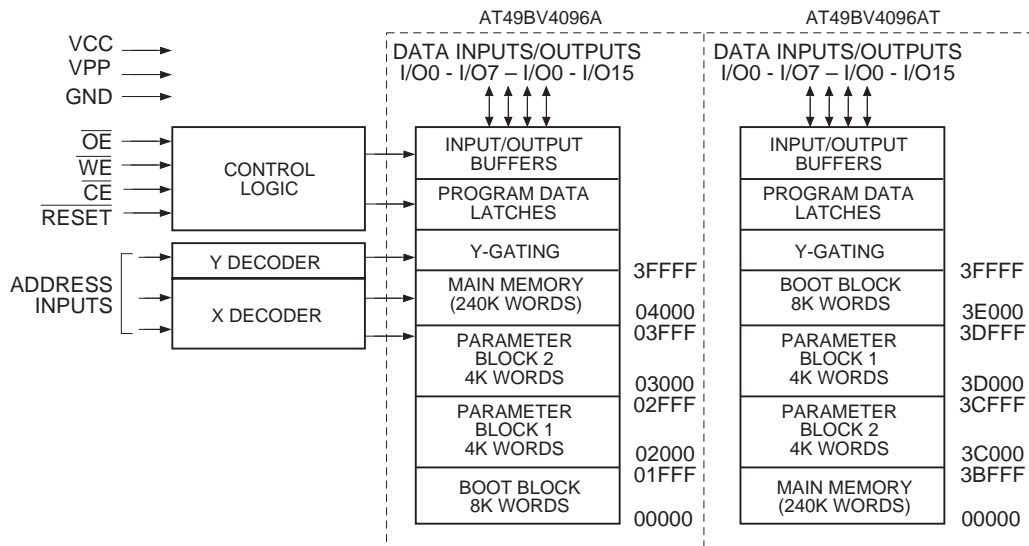 AT49BV4096A
AT49BV4096AT
VCC
VPP
GND
OE
WE
CE
RESET
ADDRESS
INPUTS
CONTROL
LOGIC
Y DECODER
X DECODER
DATA INPUTS/OUTPUTS
I/O0 - I/O7 – I/O0 - I/O15
INPUT/OUTPUT
BUFFERS
PROGRAM DATA
LATCHES
Y-GATING
3FFFF
MAIN MEMORY
(240K WORDS)
04000
03FFF
PARAMETER
BLOCK 2
4K WORDS
03000
02FFF
PARAMETER
BLOCK 1
4K WORDS
02000
01FFF
BOOT BLOCK
8K WORDS
00000
DATA INPUTS/OUTPUTS
I/O0 - I/O7 – I/O0 - I/O15
INPUT/OUTPUT
BUFFERS
PROGRAM DATA
LATCHES
Y-GATING
3FFFF
BOOT BLOCK
8K WORDS
3E000
3DFFF
PARAMETER
BLOCK 1
4K WORDS
3D000
3CFFF
PARAMETER
BLOCK 2
4K WORDS
3C000
3BFFF
MAIN MEMORY
(240K WORDS)
00000